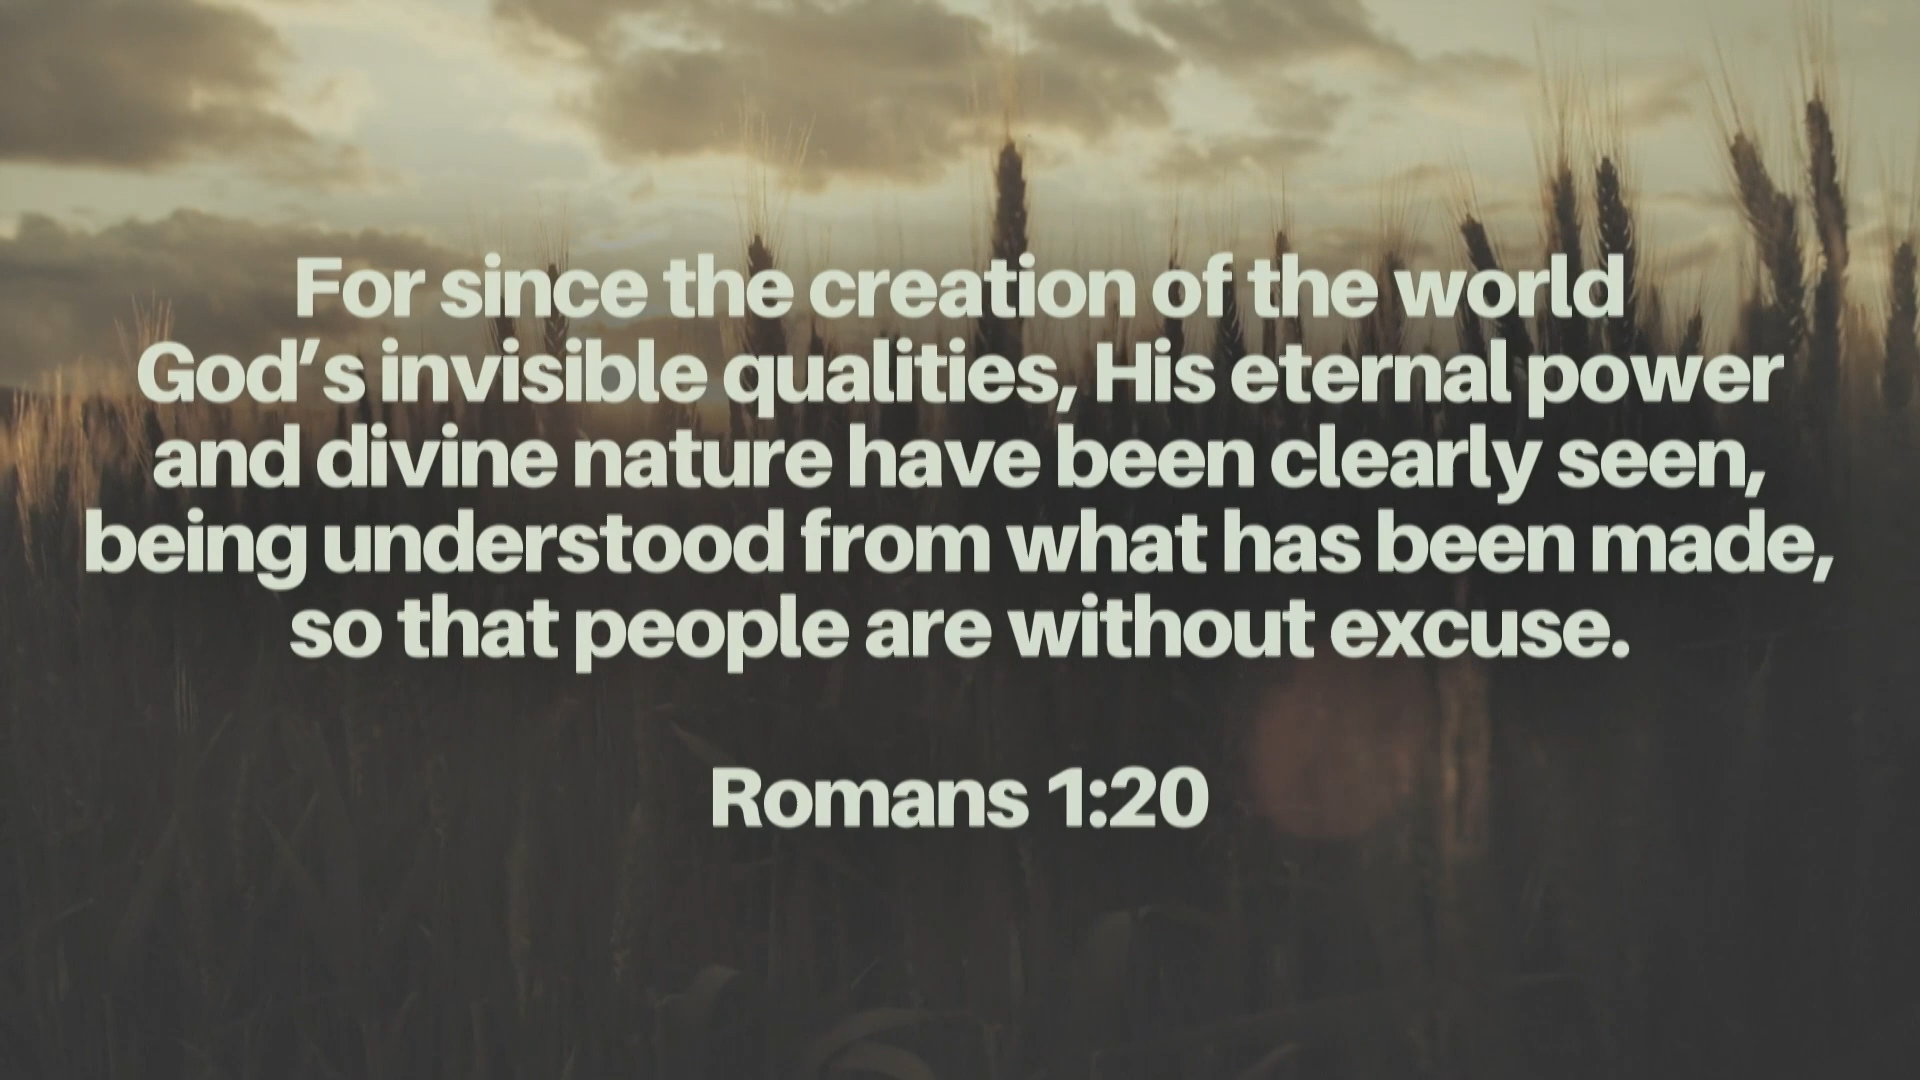 For since the creation of the world
God’s invisible qualities, His eternal power
and divine nature have been clearly seen,
being understood from what has been made,
so that people are without excuse.
Romans 1:20